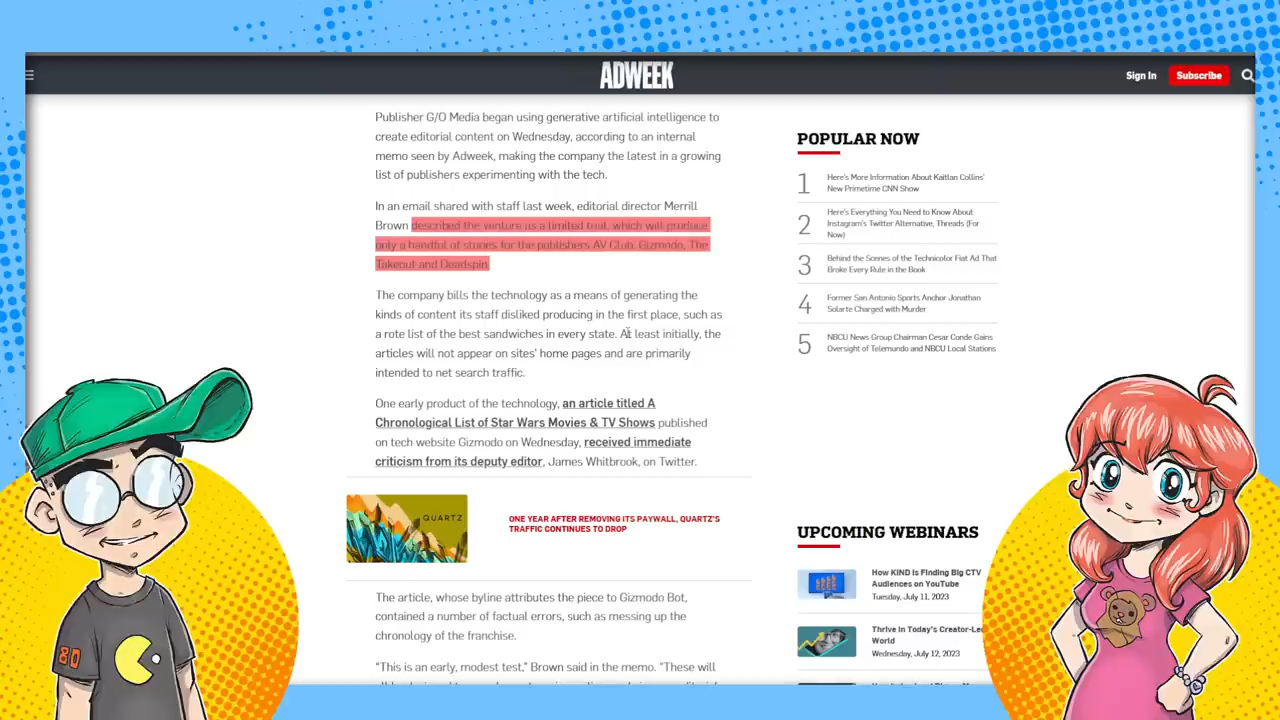 ADWEEK
Sign In
Subscribe
Publisher G/O Media began using generative artificial intelligence to
create editorial content on Wednesday, according to an internal
memo seen by Adweek, making the company the latest in a growing
list of publishers experimenting with the tech.
In an email shared with staff last week, editorial director Merrill
Brown described the venture as a limited trial, which will produce
only a handful of stories for the publishers AV Club, Gizmodo, The
Takeout and Deadspin.
The company bills the technology as a means of generating the
kinds of content its staff disliked producing in the first place, such as
a rote list of the best sandwiches in every state. At least initially, the
articles will not appear on sites' home pages and are primarily
intended to net search traffic.
One early product of the technology, an article titled A
Chronological List of Star Wars Movies & TV Shows published
on tech website Gizmodo on Wednesday, received immediate
criticism from its deputy editor, James Whitbrook, on Twitter.
QUARTZ
ONE YEAR AFTER REMOVING ITS PAYWALL, QUARTZ'S
TRAFFIC CONTINUES TO DROP
The article, whose byline attributes the piece to Gizmodo Bot,
contained a number of factual errors, such as messing up the
chronology of the franchise.
"This is an early, modest test," Brown said in the memo. "These will
POPULAR NOW
1
Here's More Information About Kaitlan Collins'
New Primetime CNN Show
2
Here's Everything You Need to Know About
Instagram's Twitter Alternative, Threads (For
Now)
3
Behind the Scenes of the Technicolor Fiat Ad That
Broke Every Rule in the Book
4
Former San Antonio Sports Anchor Jonathan
Solarte Charged with Murder
5
NBCU News Group Chairman Cesar Conde Gains
Oversight of Telemundo and NBCU Local Stations
UPCOMING WEBINARS
How KIND Is Finding Big CTV
Audiences on YouTube
Tuesday, July 11, 2023
Thrive in Today's Creator-Le
World
Wednesday, July 12, 2023
80